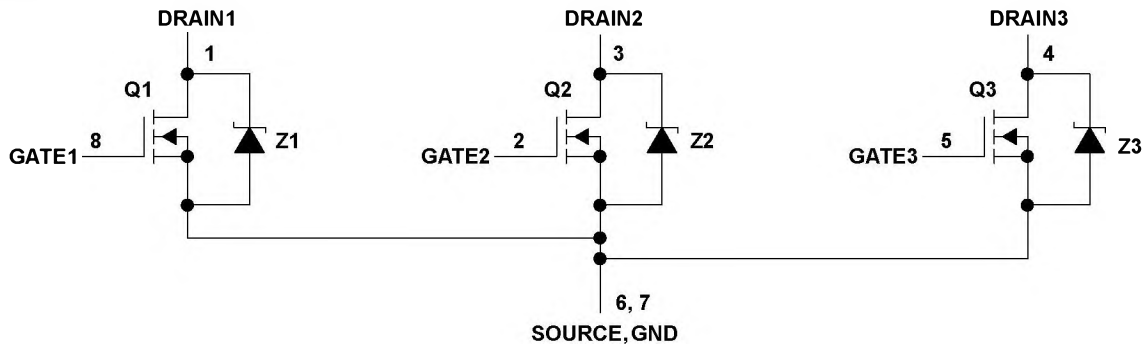 DRAIN1 DRAIN2 DRAIN3
1 3 4
Q1 Q2 Q3
Z1 Z2 Z3
8 2 5
GATE1 GATE2 GATE3
6, 7
SOURCE, GND